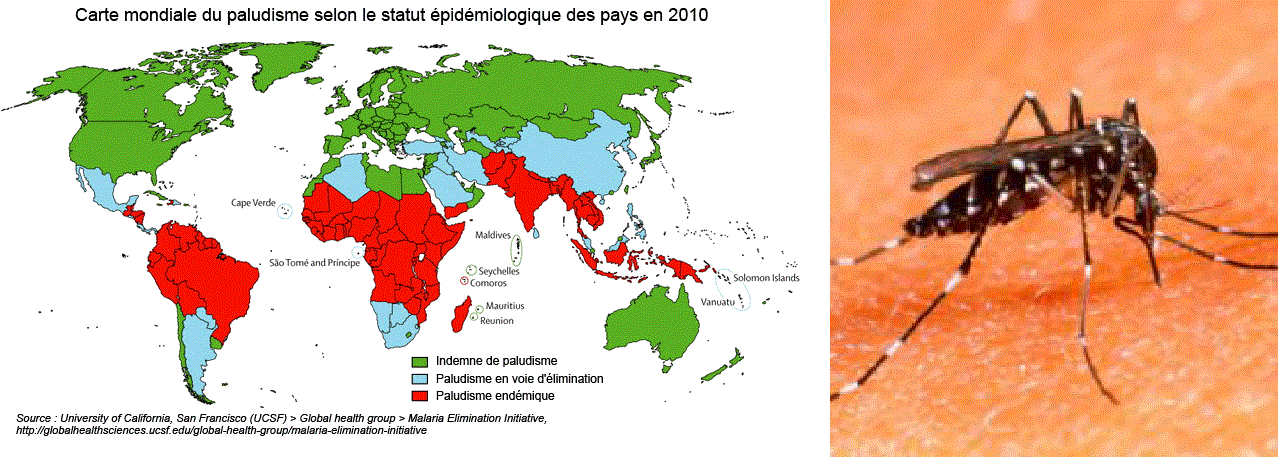 Carte mondiale du paludisme selon le statut épidémiologique des pays en 2010
Cape Verde
Maldives
São Tomé and Príncipe
Seychelles
Comoros
Solomon Islands
Mauritius
Vanuatu
Reunion
Indemne de paludisme
Paludisme en voie d'élimination
Paludisme endémique
Source : University of California, San Francisco (UCSF) > Global health group > Malaria Elimination Initiative,
http://globalhealthsciences.ucsf.edu/global-health-group/malaria-elimination-initiative